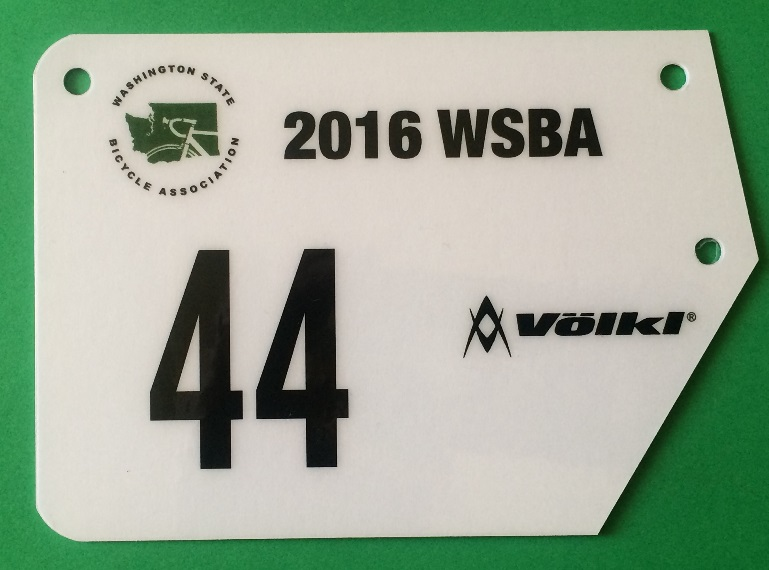 WASHINGTON STATE
BICYCLE ASSOCIATION
2016 WSBA
44
Völkl®